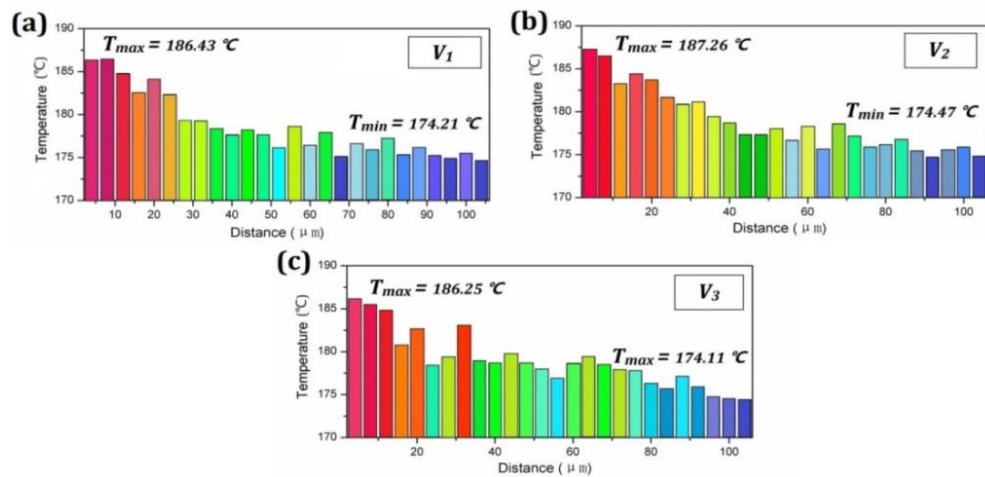 (a)
190
185
180
175
170
Temperature (℃)
Tmax = 186.43 ℃
V1
Tmin = 174.21 ℃
10 20 30 40 50 60 70 80 90 100
Distance ( μm)
(b)
190
185
180
175
170
Temperature (℃)
Tmax = 187.26 ℃
V2
Tmin = 174.47 ℃
20 40 60 80 100
Distance ( μm)
(c)
190
185
180
175
170
Temperature (℃)
Tmax = 186.25 ℃
V3
Tmax = 174.11 ℃
20 40 60 80 100
Distance ( μm)